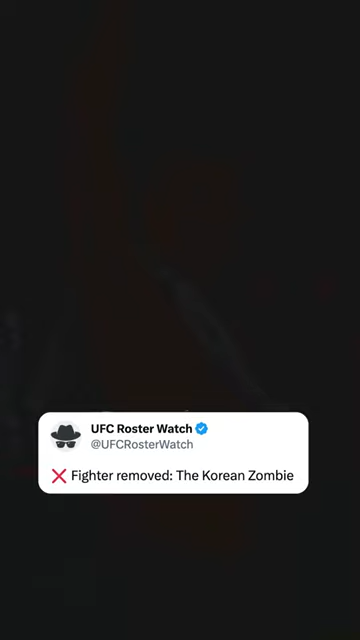 UFC Roster Watch
@UFCRosterWatch
❌ Fighter removed: The Korean Zombie